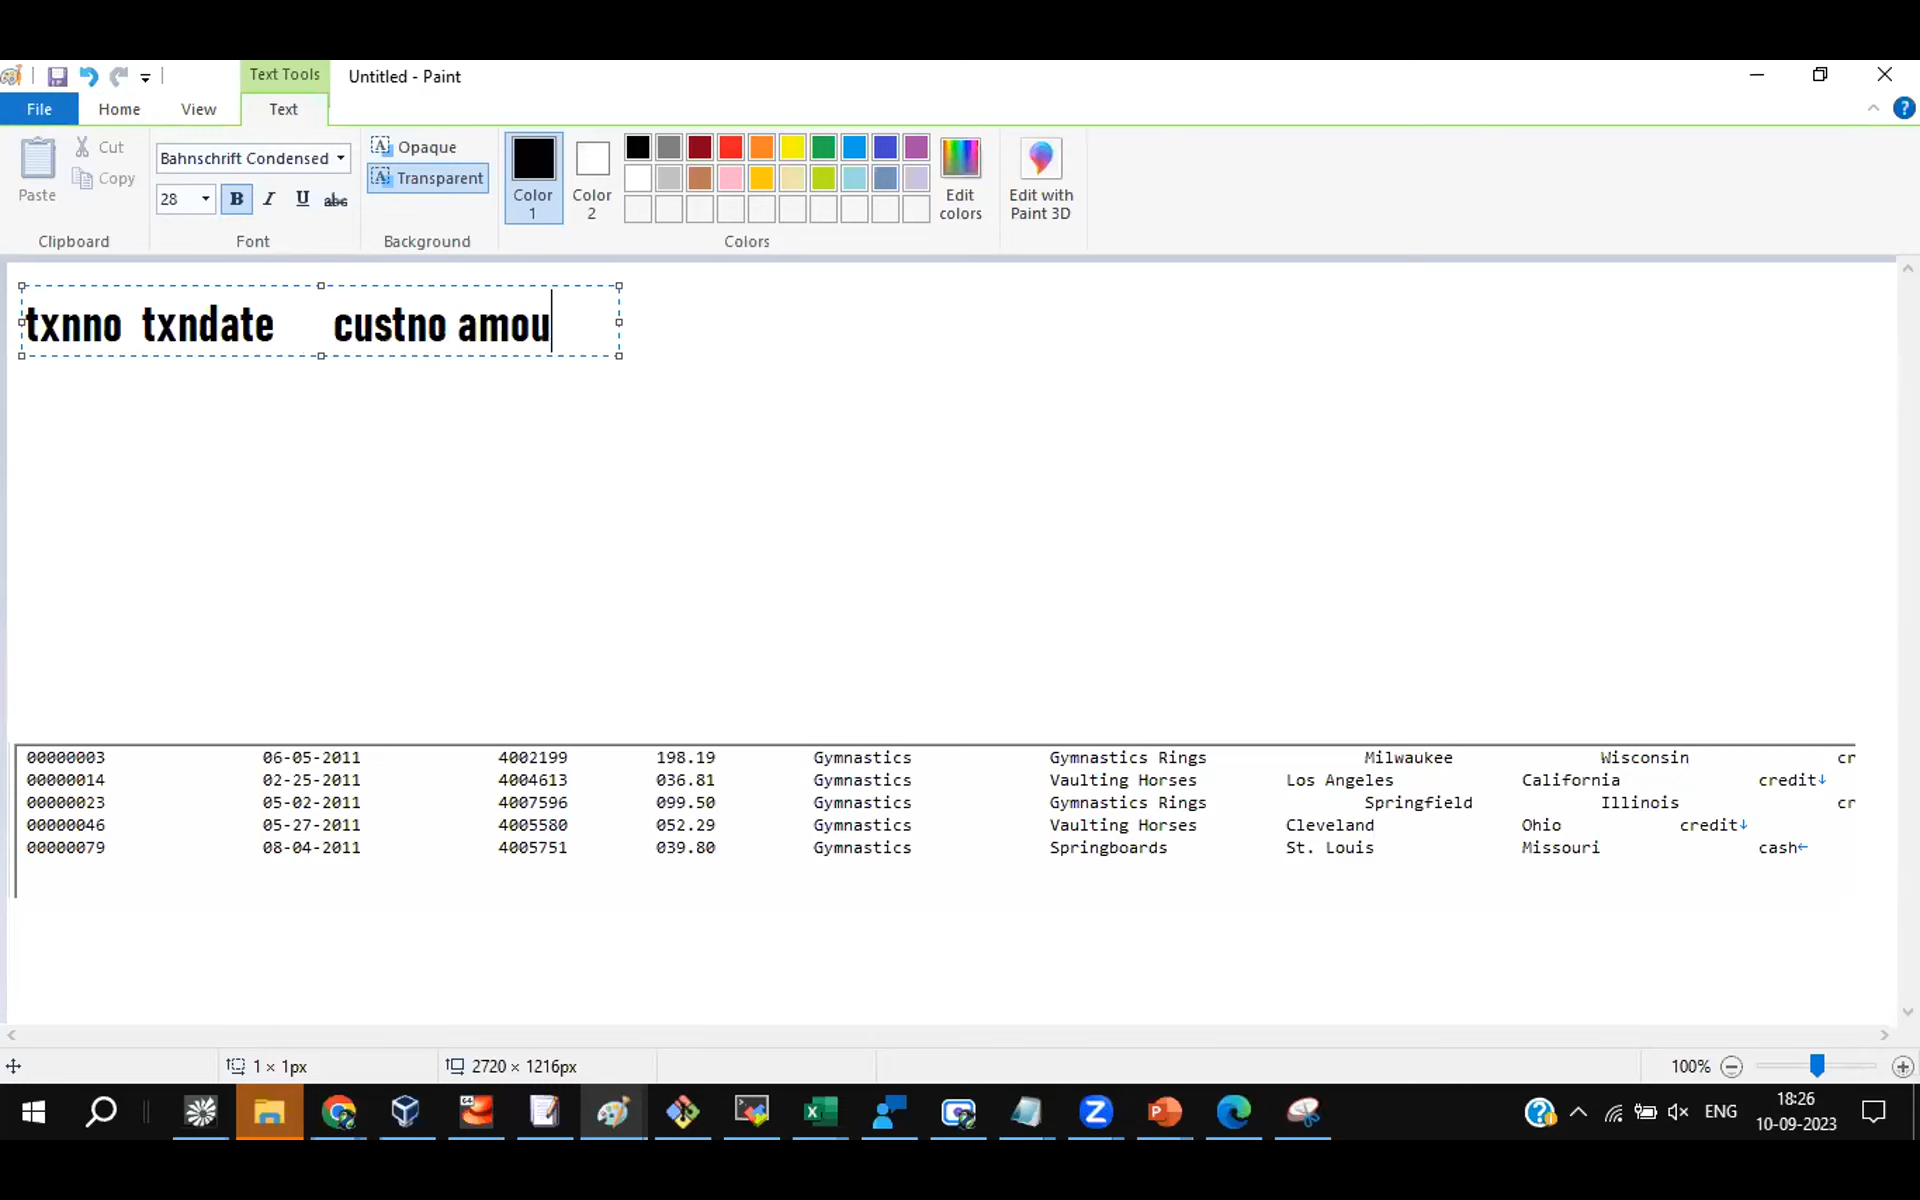 Untitled - Paint
Text Tools
File Home View Text
Paste
Cut
Copy
Clipboard
Bahnschrift Condensed
28 B I U abc
Font
Opaque
Transparent
Background
Color 1
Color 2
Edit colors
Colors
Edit with Paint 3D
txnno txndate custno amou
00000003 06-05-2011 4002199 198.19 Gymnastics Gymnastics Rings Milwaukee Wisconsin cr
00000014 02-25-2011 4004613 036.81 Gymnastics Vaulting Horses Los Angeles California credit↓
00000023 05-02-2011 4007596 099.50 Gymnastics Gymnastics Rings Springfield Illinois cr
00000046 05-27-2011 4005580 052.29 Gymnastics Vaulting Horses Cleveland Ohio credit↓
00000079 08-04-2011 4005751 039.80 Gymnastics Springboards St. Louis Missouri cash←
1 × 1px 2720 × 1216px 100%
ENG 18:26
10-09-2023